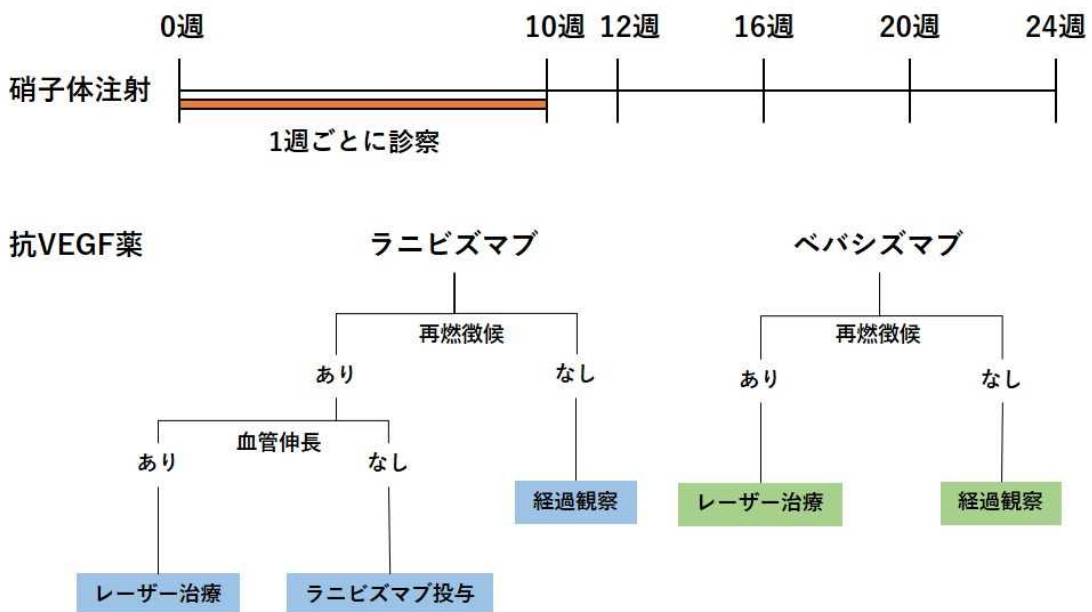 0週 10週 12週 16週 20週 24週
硝子体注射
1週ごとに診察
抗VEGF薬 ラニビズマブ ベバシズマブ
再燃徴候 再燃徴候
あり なし あり なし
血管伸長
あり なし
経過観察 レーザー治療 経過観察
レーザー治療 ラニビズマブ投与